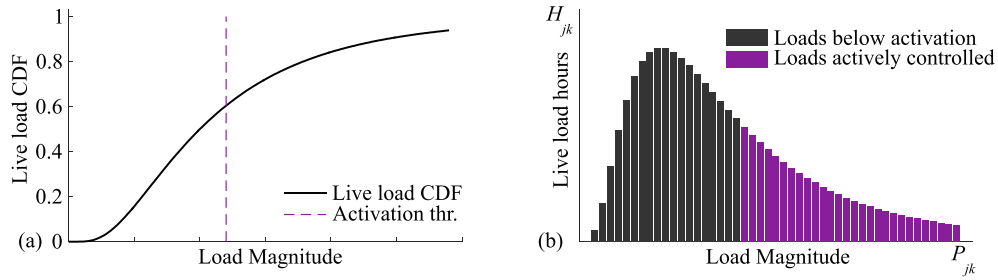 1
0.8
0.6
0.4
0.2
0
Live load CDF
Live load CDF
Activation thr.
(a)
Load Magnitude
H jk
Live load hours
Loads below activation
Loads actively controlled
(b)
Load Magnitude
P jk